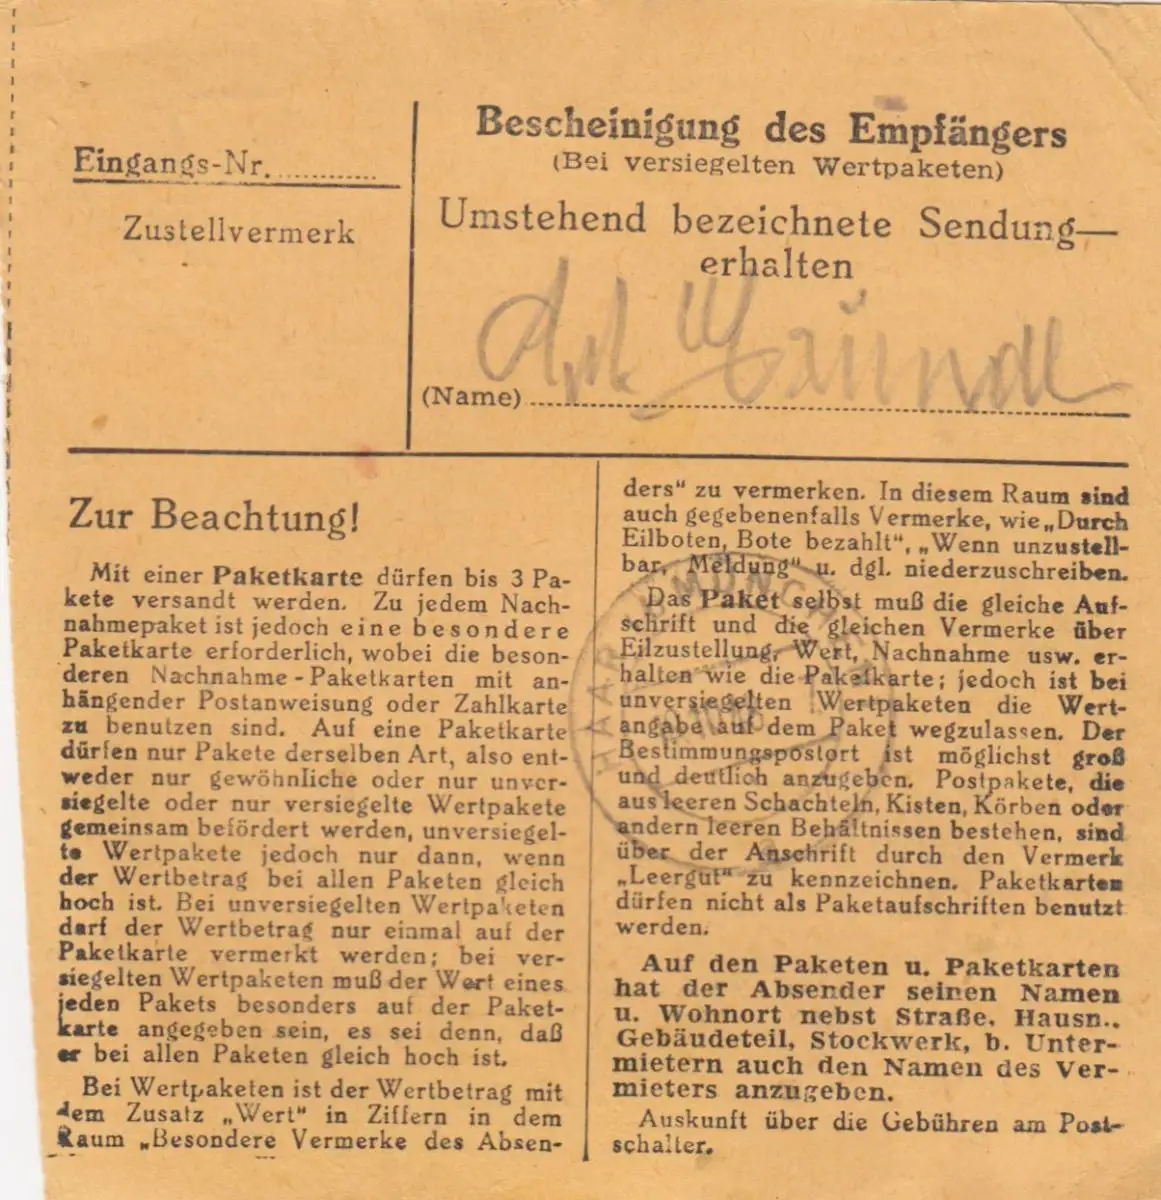 Eingangs-Nr.
Zustellvermerk
Bescheinigung des Empfängers
(Bei versiegelten Wertpaketen)
Umstehend bezeichnete Sendung—
erhalten
(Name)
Zur Beachtung!
Mit einer Paketkarte dürfen bis 3 Pa-
kete versandt werden. Zu jedem Nach-
nahmepaket ist jedoch eine besondere
Paketkarte erforderlich, wobei die beson-
deren Nachnahme-Paketkarten mit an-
hängender Postanweisung oder Zahlkarte
zu benutzen sind. Auf eine Paketkarte
dürfen nur Pakete derselben Art, also ent-
weder nur gewöhnliche oder nur unver-
siegelte oder nur versiegelte Wertpakete
gemeinsam befördert werden, unversiegel-
te Wertpakete jedoch nur dann, wenn
der Wertbetrag bei allen Paketen gleich
hoch ist. Bei unversiegelten Wertpaketen
darf der Wertbetrag nur einmal auf der
Paketkarte vermerkt werden; bei ver-
siegelten Wertpaketen muß der Wert eines
jeden Pakets besonders auf der Paket-
karte angegeben sein, es sei denn, daß
er bei allen Paketen gleich hoch ist.
Bei Wertpaketen ist der Wertbetrag mit
dem Zusatz „Wert" in Ziffern in dem
Raum „Besondere Vermerke des Absen-
ders" zu vermerken. In diesem Raum sind
auch gegebenenfalls Vermerke, wie „Durch
Eilboten, Bote bezahlt", „Wenn unzustell-
bar, Meldung" u. dgl. niederzuschreiben.
Das Paket selbst muß die gleiche Auf-
schrift und die gleichen Vermerke über
Eilzustellung, Wert, Nachnahme usw. er-
halten wie die Paketkarte; jedoch ist bei
unversiegelten Wertpaketen die Wert-
angabe auf dem Paket wegzulassen. Der
Bestimmungspostort ist möglichst groß
und deutlich anzugeben. Postpakete, die
aus leeren Schachteln, Kisten, Körben oder
andern leeren Behältnissen bestehen, sind
über der Anschrift durch den Vermerk
„Leergut" zu kennzeichnen. Paketkarten
dürfen nicht als Paketaufschriften benutzt
werden.
Auf den Paketen u. Paketkarten
hat der Absender seinen Namen
u. Wohnort nebst Straße, Hausn.,
Gebäudeteil, Stockwerk, b. Unter-
mietern auch den Namen des Ver-
mieters anzugeben.
Auskunft über die Gebühren am Post-
schalter.
HAAR MÜNCHEN